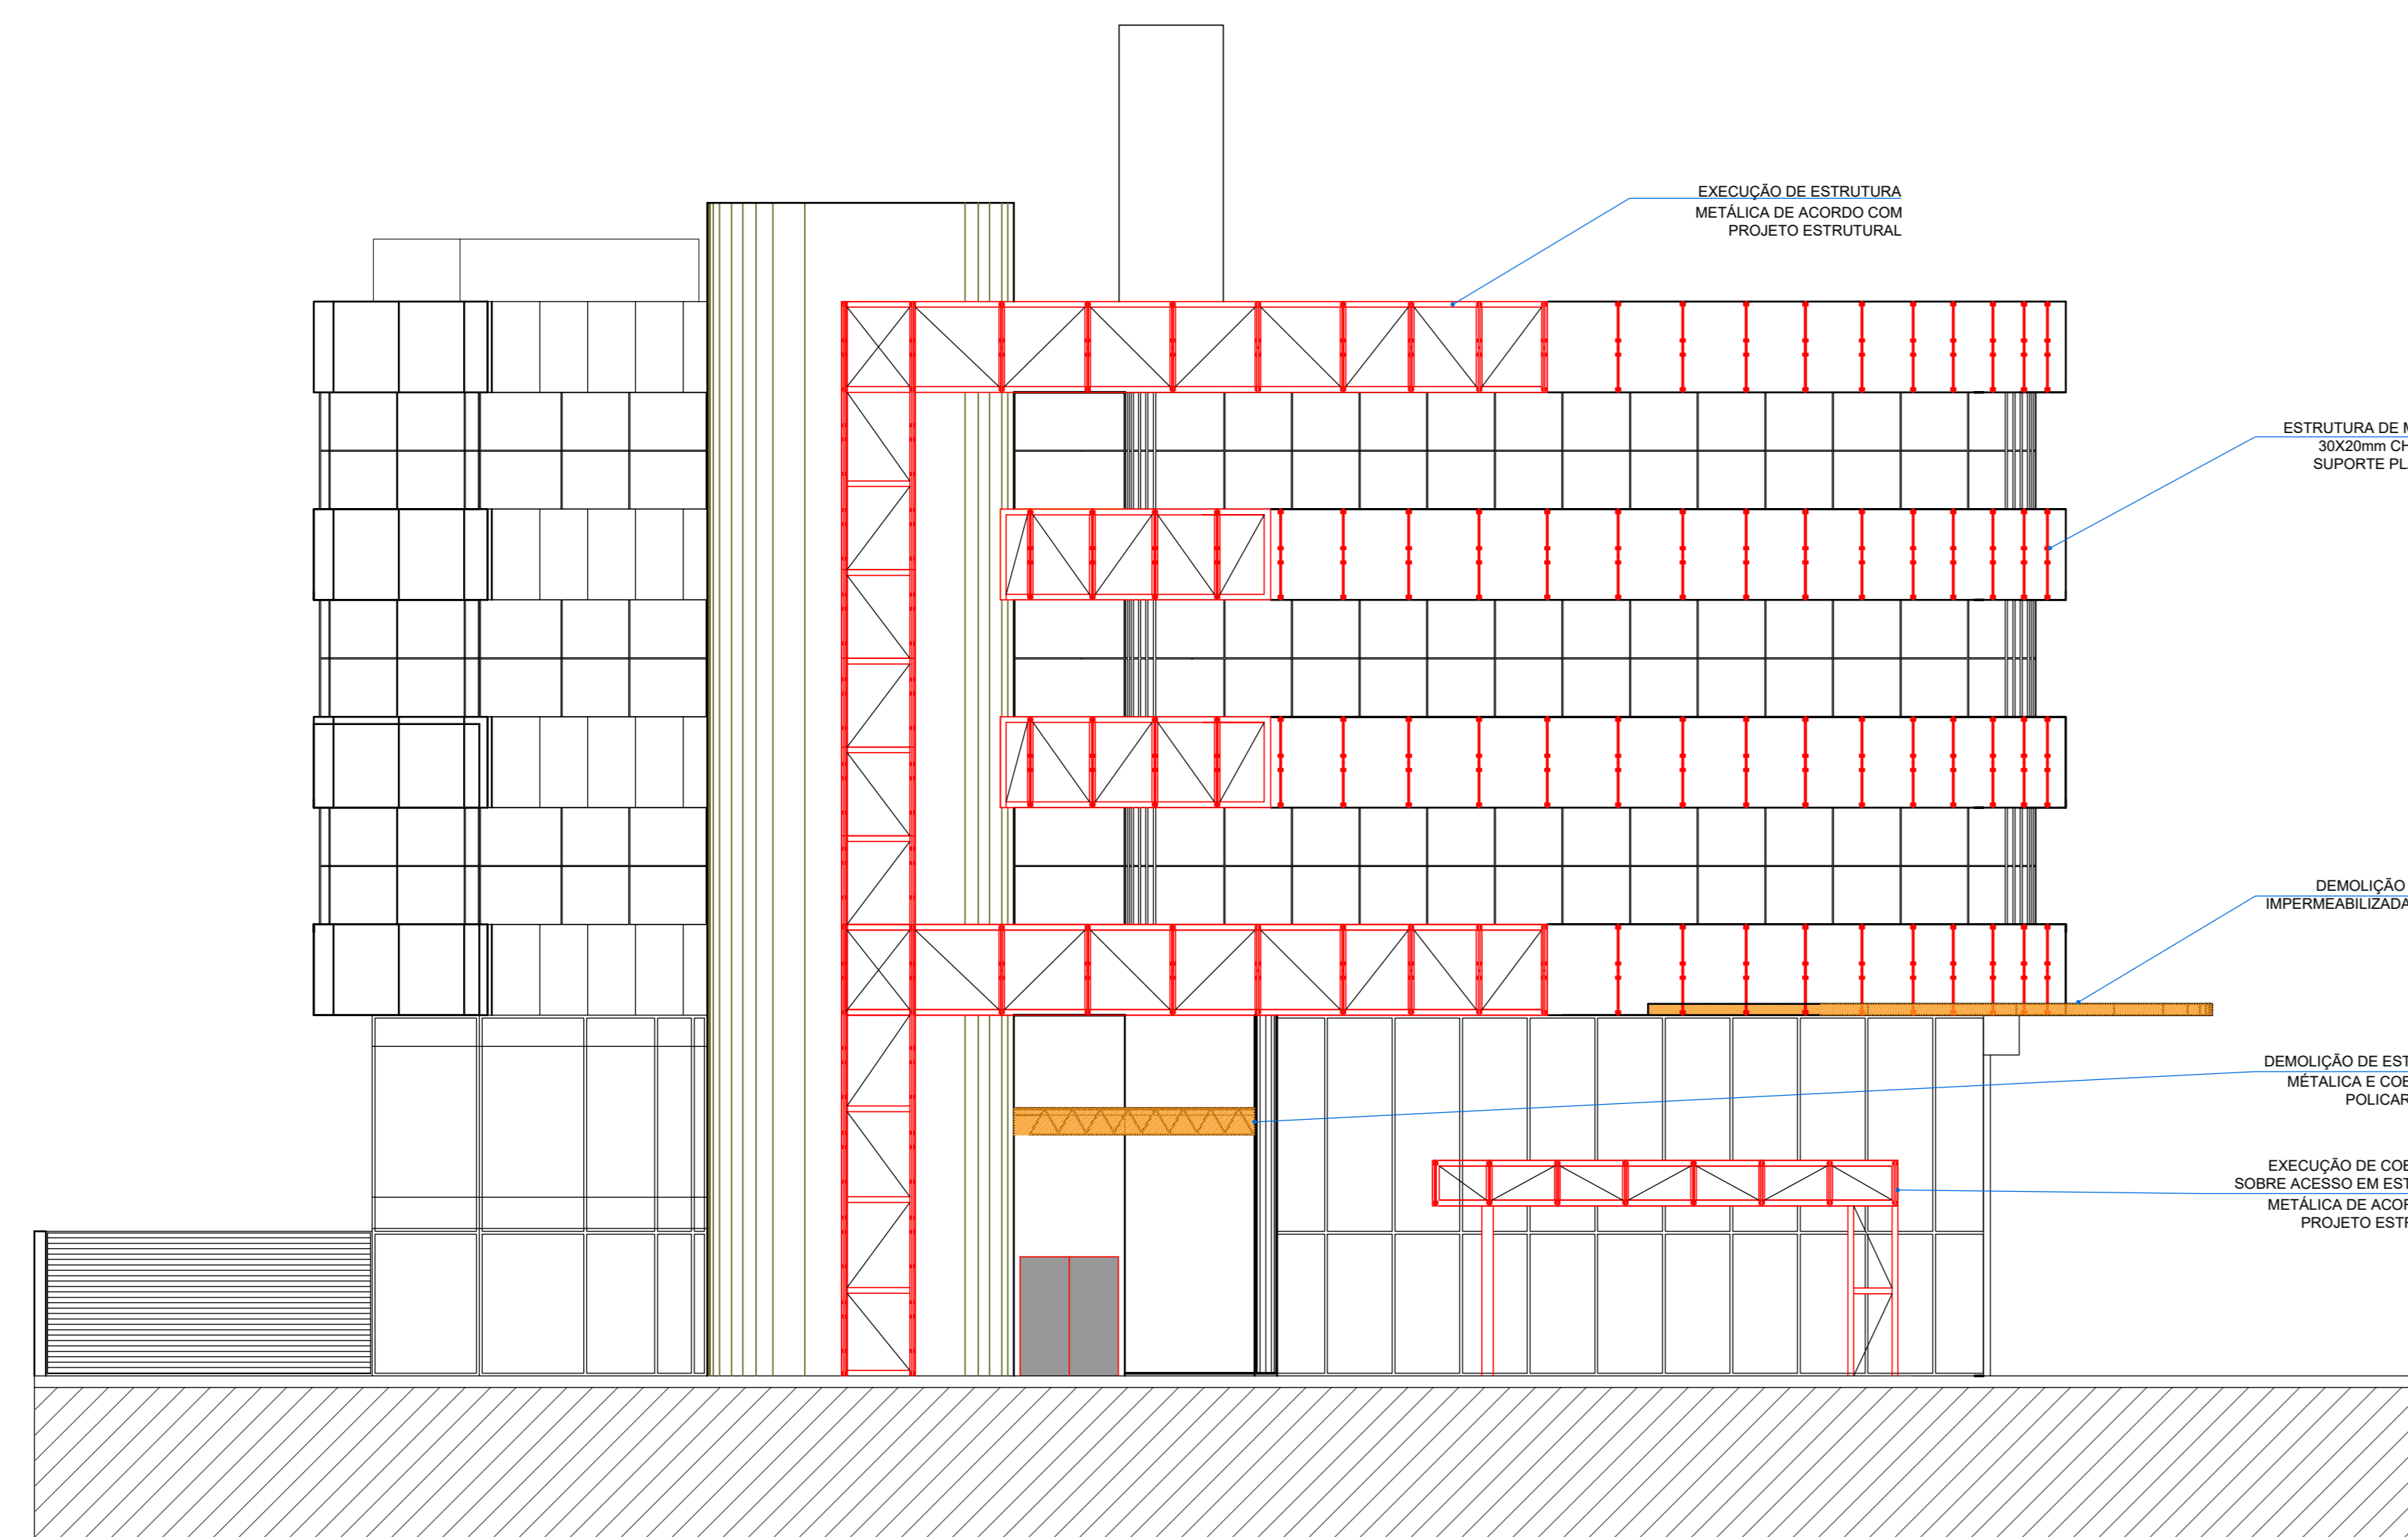 EXECUÇÃO DE ESTRUTURA
METÁLICA DE ACORDO COM
PROJETO ESTRUTURAL
ESTRUTURA DE
30X20mm
SUPORTE
DEMOLIÇÃO
IMPERMEABILIZADA
DEMOLIÇÃO DE
MÉTALICA E
EXECUÇÃO DE
SOBRE ACESSO EM
METÁLICA DE
PROJETO